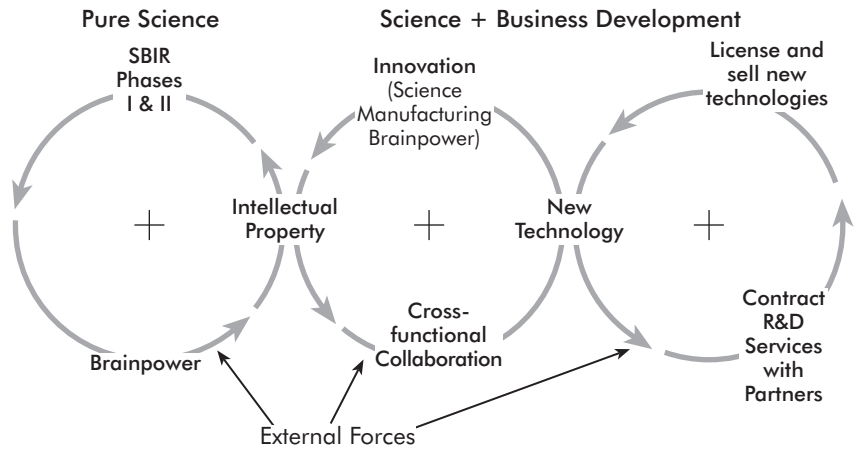 Pure Science
Science + Business Development
SBIR
Phases
I & II
Innovation
(Science
Manufacturing
Brainpower)
License and
sell new
technologies
Intellectual
Property
New
Technology
Brainpower
Cross-
functional
Collaboration
Contract
R&D
Services
with
Partners
External Forces